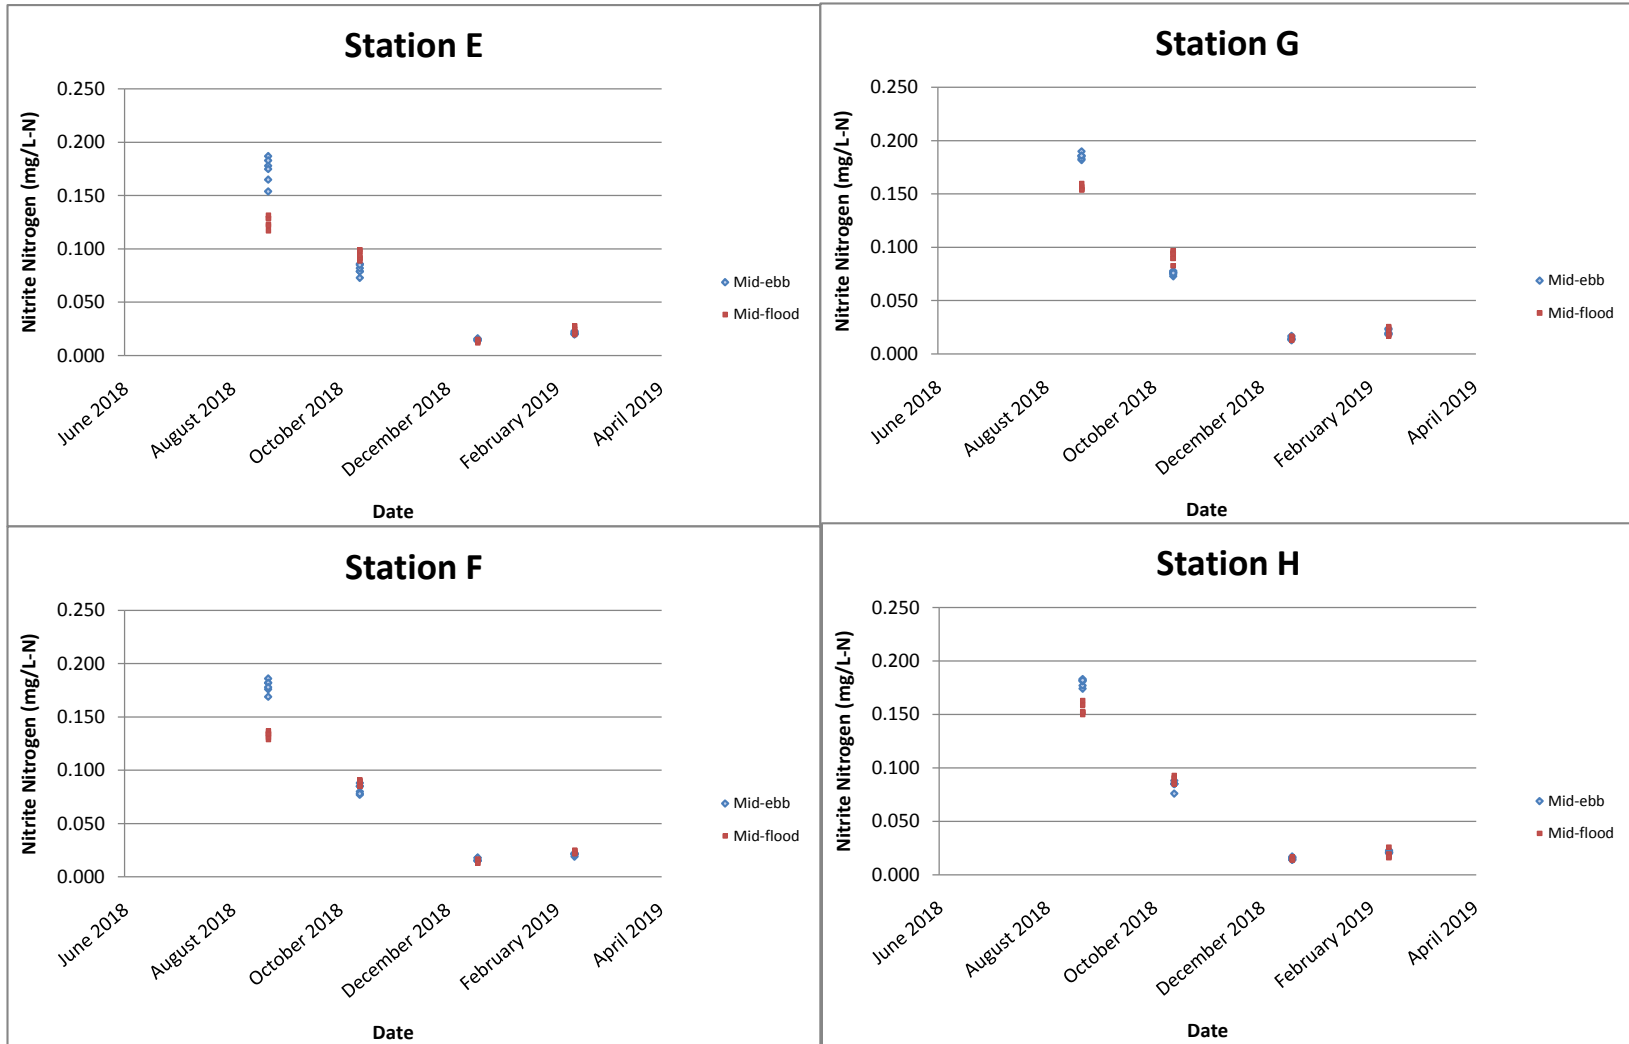 Station E
Nitrite Nitrogen (mg/L-N)
0.250
0.200
0.150
0.100
0.050
0.000
June 2018
August 2018
October 2018
December 2018
February 2019
April 2019
Date
Mid-ebb
Mid-flood
Station G
Nitrite Nitrogen (mg/L-N)
0.250
0.200
0.150
0.100
0.050
0.000
June 2018
August 2018
October 2018
December 2018
February 2019
April 2019
Date
Mid-ebb
Mid-flood
Station F
Nitrite Nitrogen (mg/L-N)
0.250
0.200
0.150
0.100
0.050
0.000
June 2018
August 2018
October 2018
December 2018
February 2019
April 2019
Date
Mid-ebb
Mid-flood
Station H
Nitrite Nitrogen (mg/L-N)
0.250
0.200
0.150
0.100
0.050
0.000
June 2018
August 2018
October 2018
December 2018
February 2019
April 2019
Date
Mid-ebb
Mid-flood